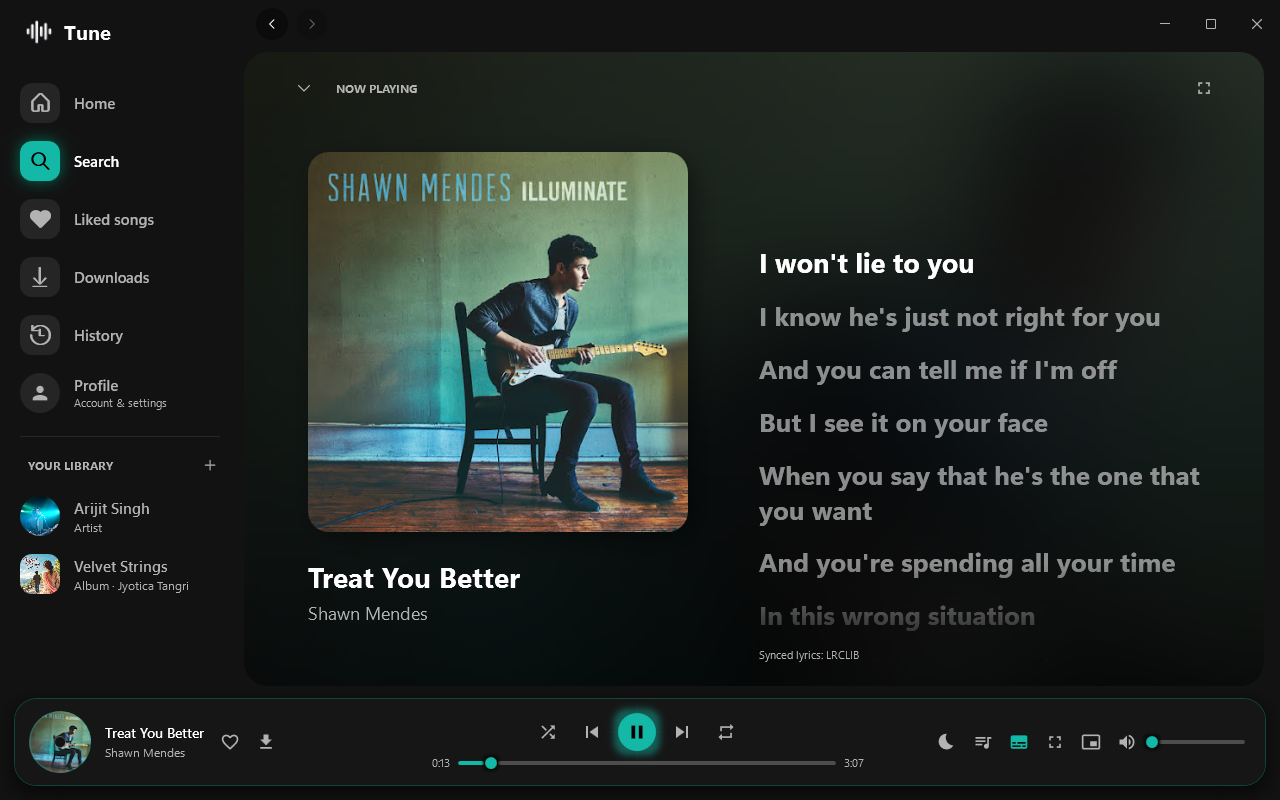 Tune
Home
Search
Liked songs
Downloads
History
Profile
Account & settings
YOUR LIBRARY
Arijit Singh
Artist
Velvet Strings
Album · Jyotica Tangri
NOW PLAYING
SHAWN MENDES ILLUMINATE
Treat You Better
Shawn Mendes
I won't lie to you
I know he's just not right for you
And you can tell me if I'm off
But I see it on your face
When you say that he's the one that
you want
And you're spending all your time
In this wrong situation
Synced lyrics: LRCLIB
Treat You Better
Shawn Mendes
0:13
3:07